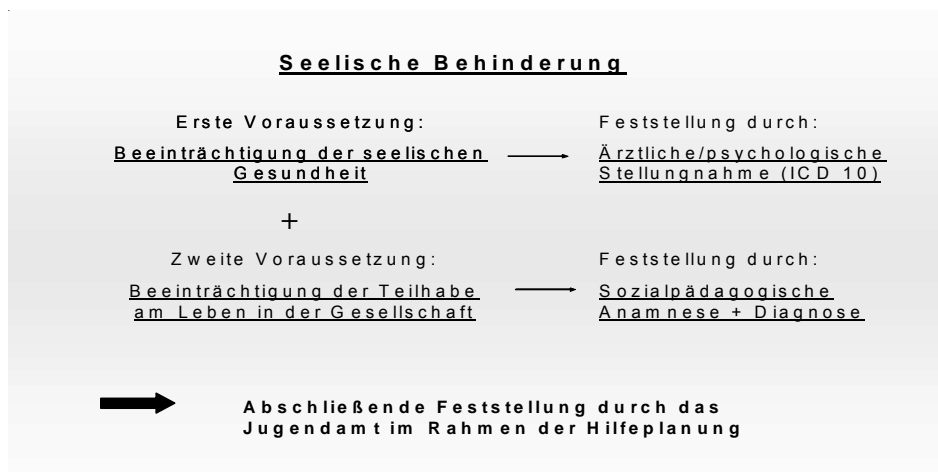 Seelische Behinderung
Erste Voraussetzung:
Beeinträchtigung der seelischen
Gesundheit
Feststellung durch:
Ärztliche/psychologische
Stellungnahme (ICD 10)
+
Zweite Voraussetzung:
Beeinträchtigung der Teilhabe
am Leben in der Gesellschaft
Feststellung durch:
Sozialpädagogische
Anamnese + Diagnose
Abschließende Feststellung durch das
Jugendamt im Rahmen der Hilfeplanung